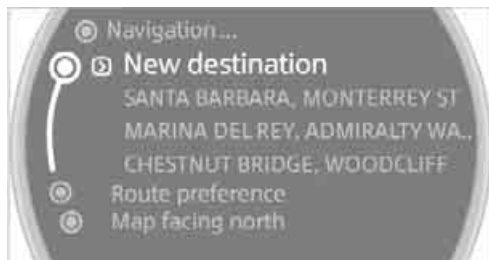 Navigation ...
New destination
SANTA BARBARA, MONTERREY ST
MARINA DEL REY, ADMIRALTY WA..
CHESTNUT BRIDGE, WOODCLIFF
Route preference
Map facing north